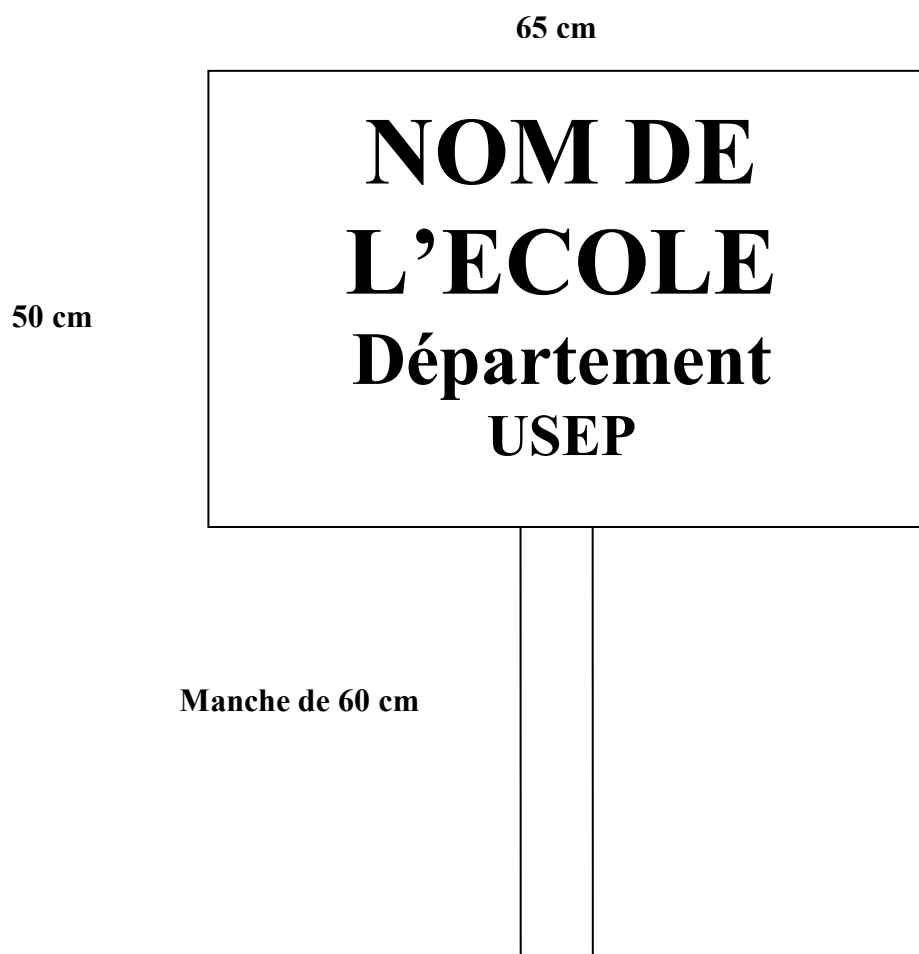 65 cm
NOM DE
L’ECOLE
50 cm
Département
USEP
Manche de 60 cm